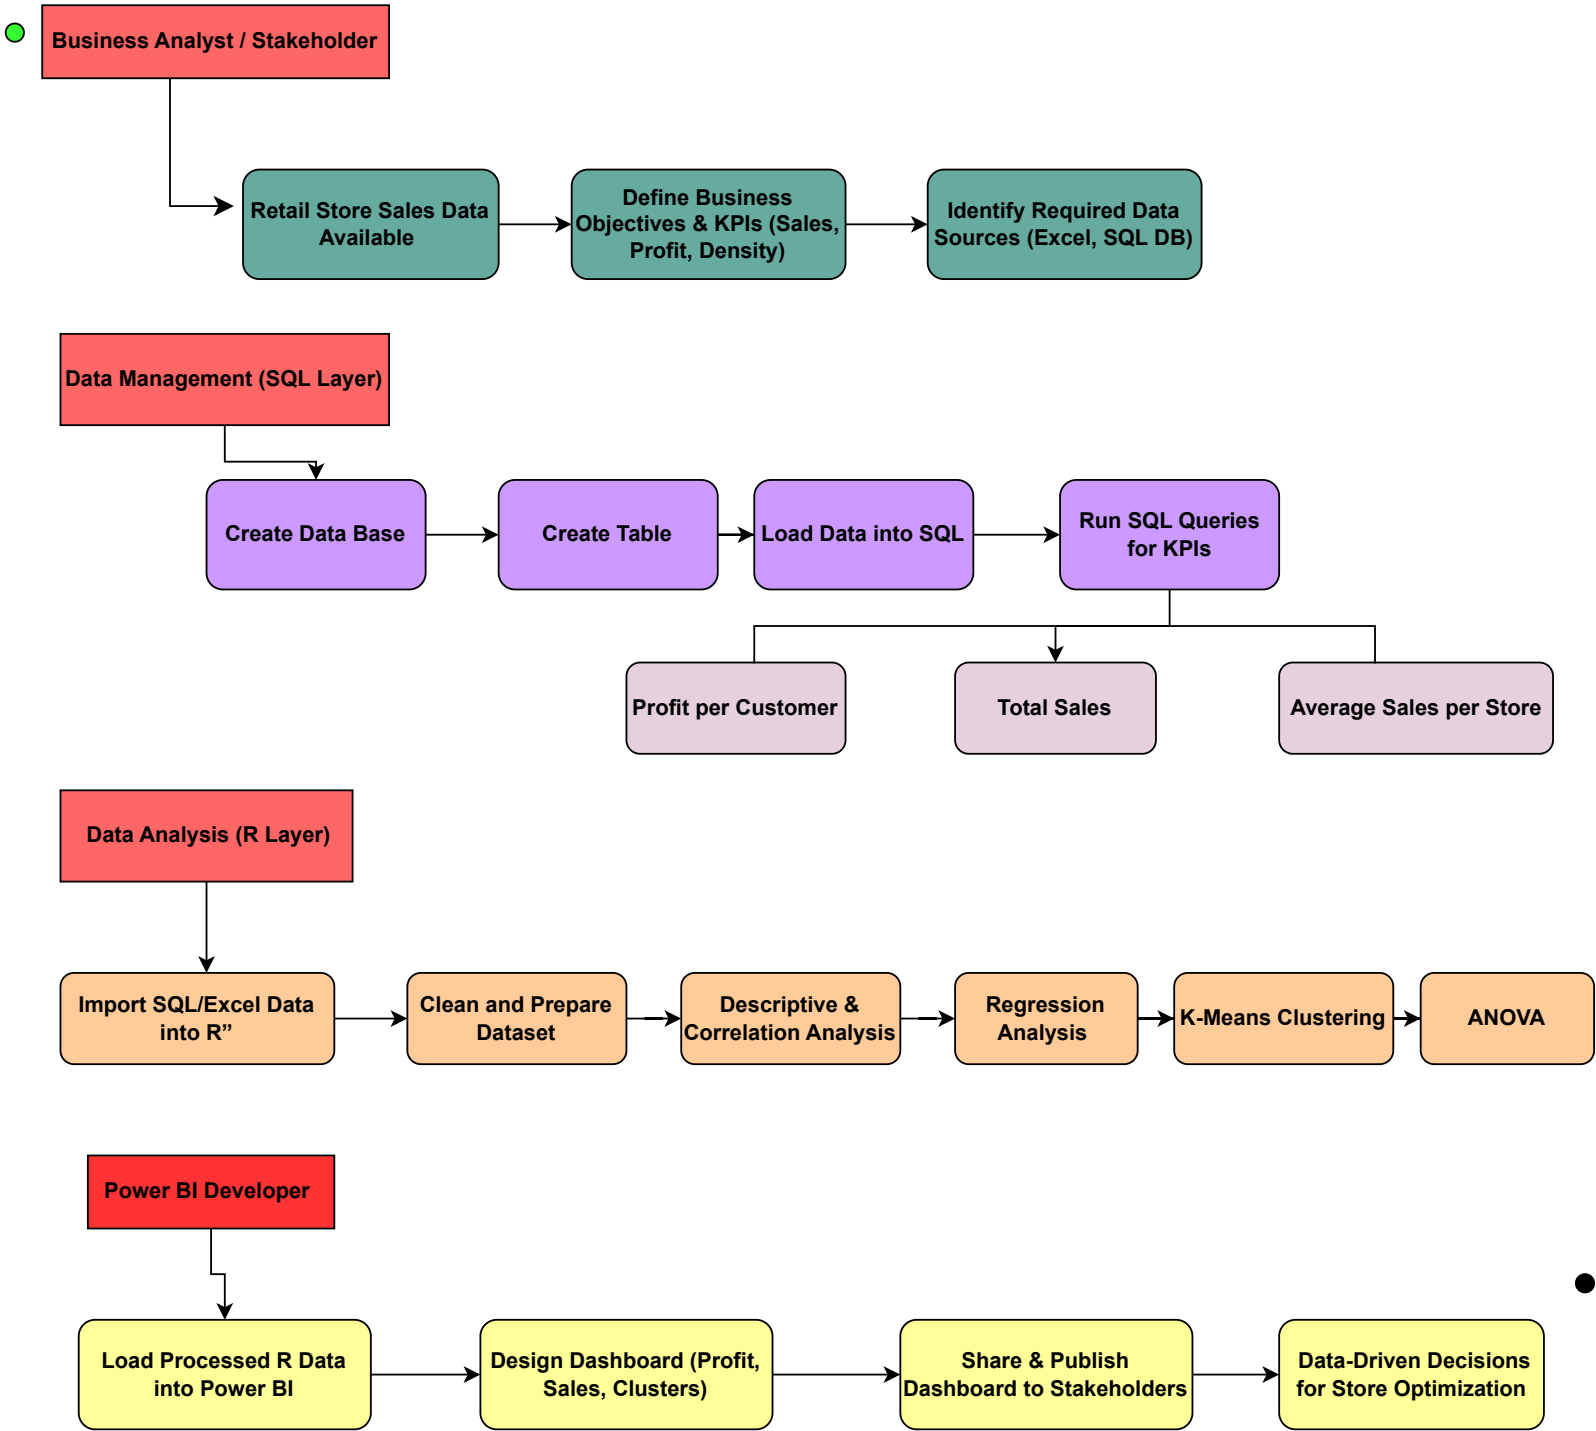 Business Analyst / Stakeholder
Retail Store Sales Data
Available
Define Business
Objectives & KPIs (Sales,
Profit, Density)
Identify Required Data
Sources (Excel, SQL DB)
Data Management (SQL Layer)
Create Data Base
Create Table
Load Data into SQL
Run SQL Queries
for KPIs
Profit per Customer
Total Sales
Average Sales per Store
Data Analysis (R Layer)
Import SQL/Excel Data
into R”
Clean and Prepare
Dataset
Descriptive &
Correlation Analysis
Regression
Analysis
K-Means Clustering
ANOVA
Power BI Developer
Load Processed R Data
into Power BI
Design Dashboard (Profit,
Sales, Clusters)
Share & Publish
Dashboard to Stakeholders
Data-Driven Decisions
for Store Optimization